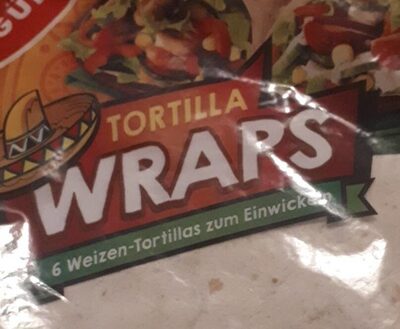 TORTILLA
WRAPS
6 Weizen-Tortillas zum Einwickeln